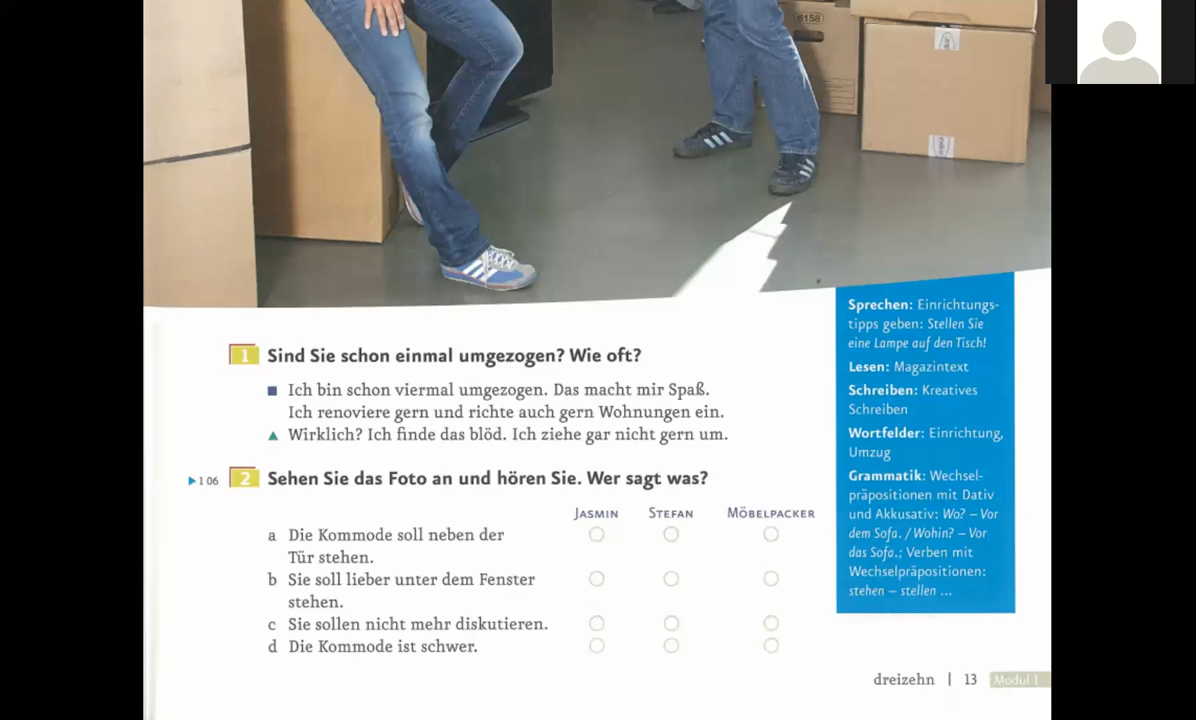 6158
1
Sind Sie schon einmal umgezogen? Wie oft?
Ich bin schon viermal umgezogen. Das macht mir Spaß.
Ich renoviere gern und richte auch gern Wohnungen ein.
Wirklich? Ich finde das blöd. Ich ziehe gar nicht gern um.
1 06
2
Sehen Sie das Foto an und hören Sie. Wer sagt was?
JASMIN STEFAN MÖBELPACKER
a Die Kommode soll neben der
Tür stehen.
b Sie soll lieber unter dem Fenster
stehen.
c Sie sollen nicht mehr diskutieren.
d Die Kommode ist schwer.
Sprechen: Einrichtungs-
tipps geben: Stellen Sie
eine Lampe auf den Tisch!
Lesen: Magazintext
Schreiben: Kreatives
Schreiben
Wortfelder: Einrichtung,
Umzug
Grammatik: Wechsel-
präpositionen mit Dativ
und Akkusativ: Wo? – Vor
dem Sofa. / Wohin? – Vor
das Sofa.; Verben mit
Wechselpräpositionen:
stehen – stellen ...
dreizehn | 13 Modul 1